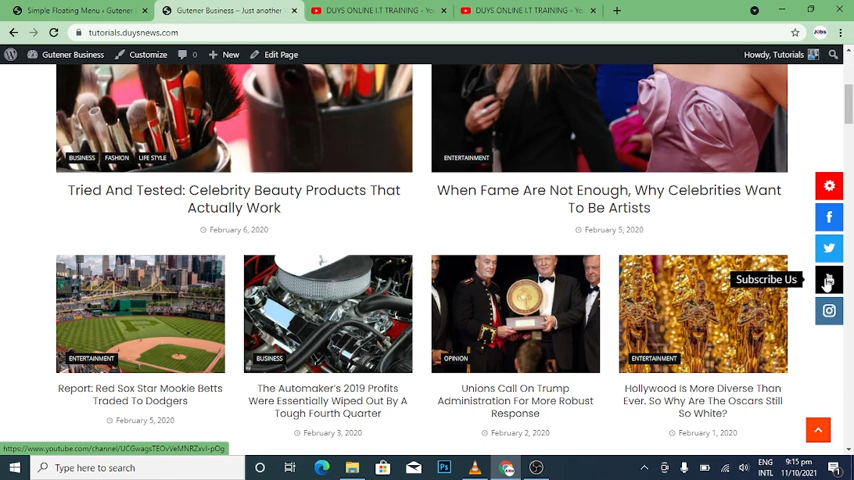 Simple Floating Menu ‹ Gutener
Gutener Business – Just another
DUYS ONLINE I.T TRAINING - Yo
DUYS ONLINE I.T TRAINING - Yo
tutorials.duysnews.com
Gutener Business
Customize
0
New
Edit Page
Howdy, Tutorials
BUSINESS
FASHION
LIFE STYLE
ENTERTAINMENT
Tried And Tested: Celebrity Beauty Products That
Actually Work
February 6, 2020
When Fame Are Not Enough, Why Celebrities Want
To Be Artists
February 5, 2020
Subscribe Us
ENTERTAINMENT
BUSINESS
OPINION
ENTERTAINMENT
Report: Red Sox Star Mookie Betts
Traded To Dodgers
February 5, 2020
The Automaker's 2019 Profits
Were Essentially Wiped Out By A
Tough Fourth Quarter
February 3, 2020
Unions Call On Trump
Administration For More Robust
Response
February 2, 2020
Hollywood Is More Diverse Than
Ever. So Why Are The Oscars Still
So White?
February 1, 2020
Type here to search
ENG
INTL
9:15 pm
11/10/2021